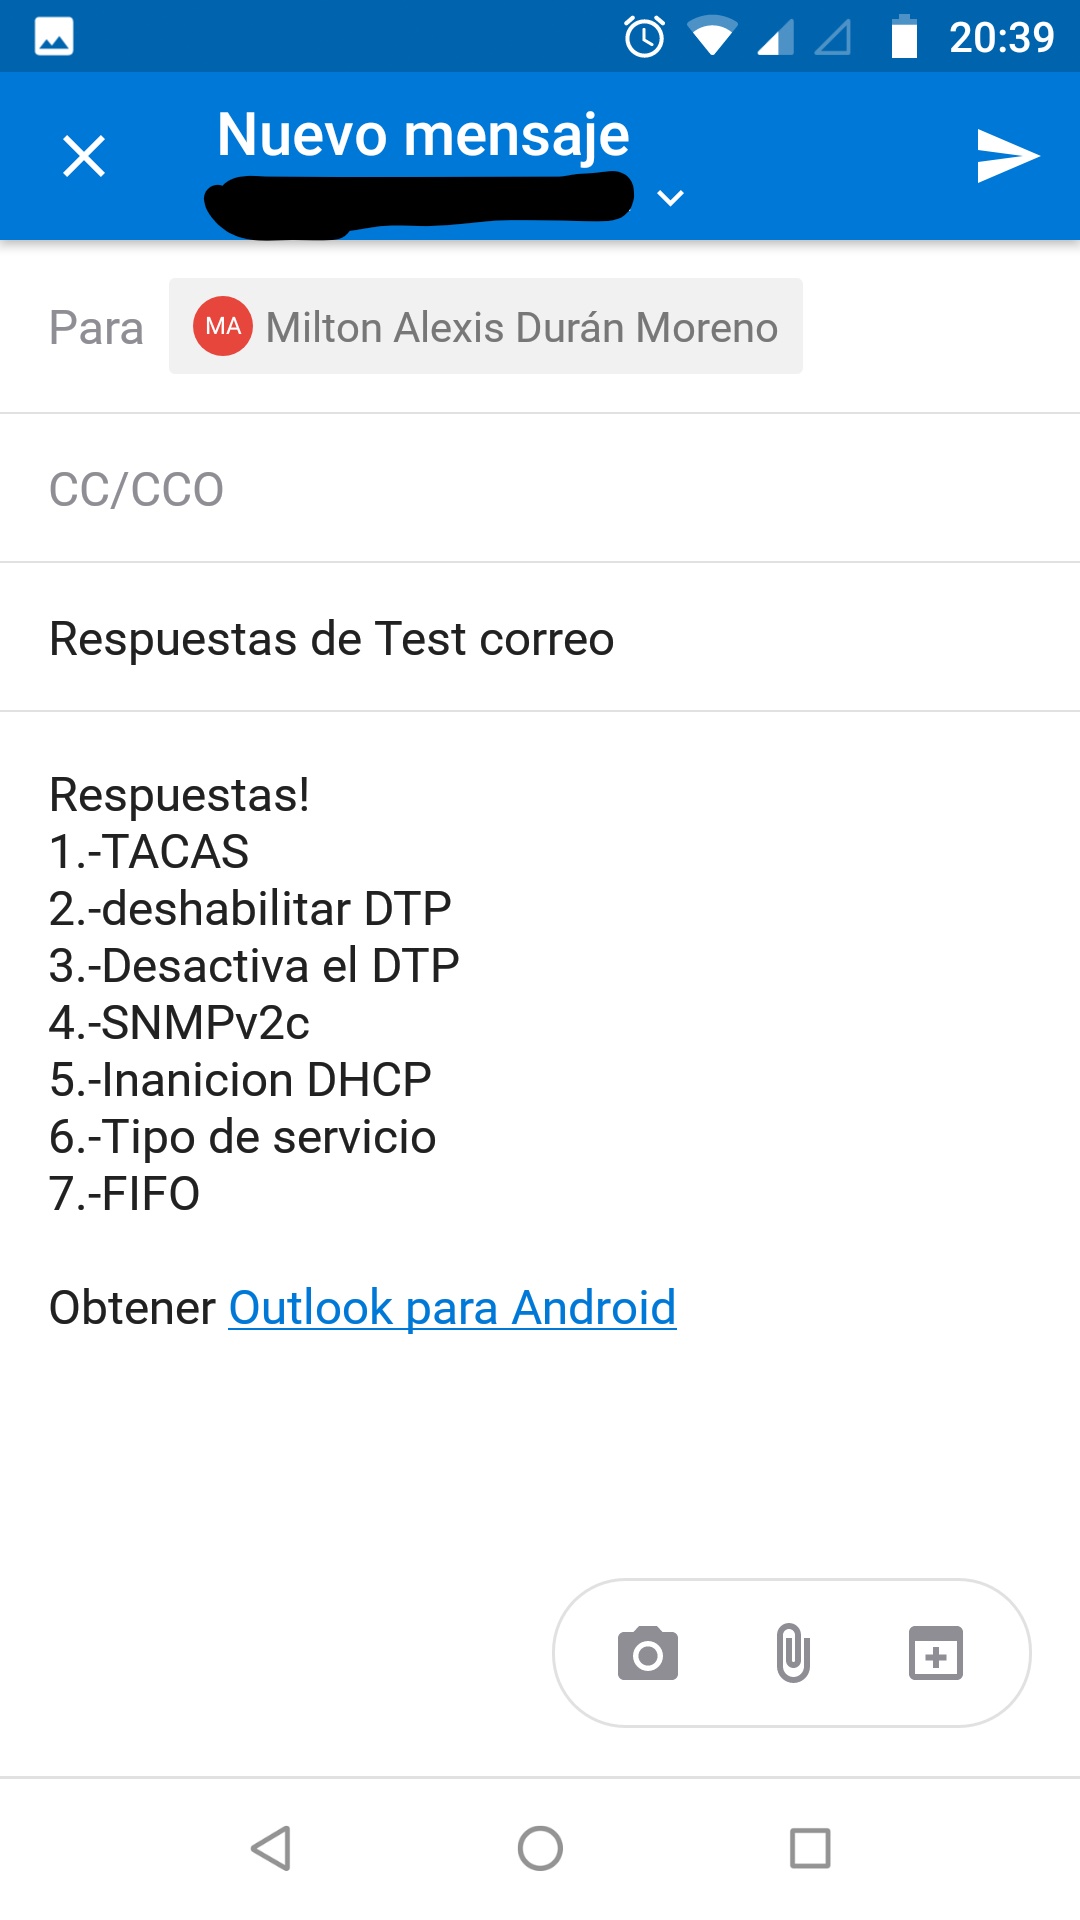 20:39
Nuevo mensaje
Para MA Milton Alexis Durán Moreno
CC/CCO
Respuestas de Test correo
Respuestas!
1.-TACAS
2.-deshabilitar DTP
3.-Desactiva el DTP
4.-SNMPv2c
5.-Inanicion DHCP
6.-Tipo de servicio
7.-FIFO
Obtener Outlook para Android